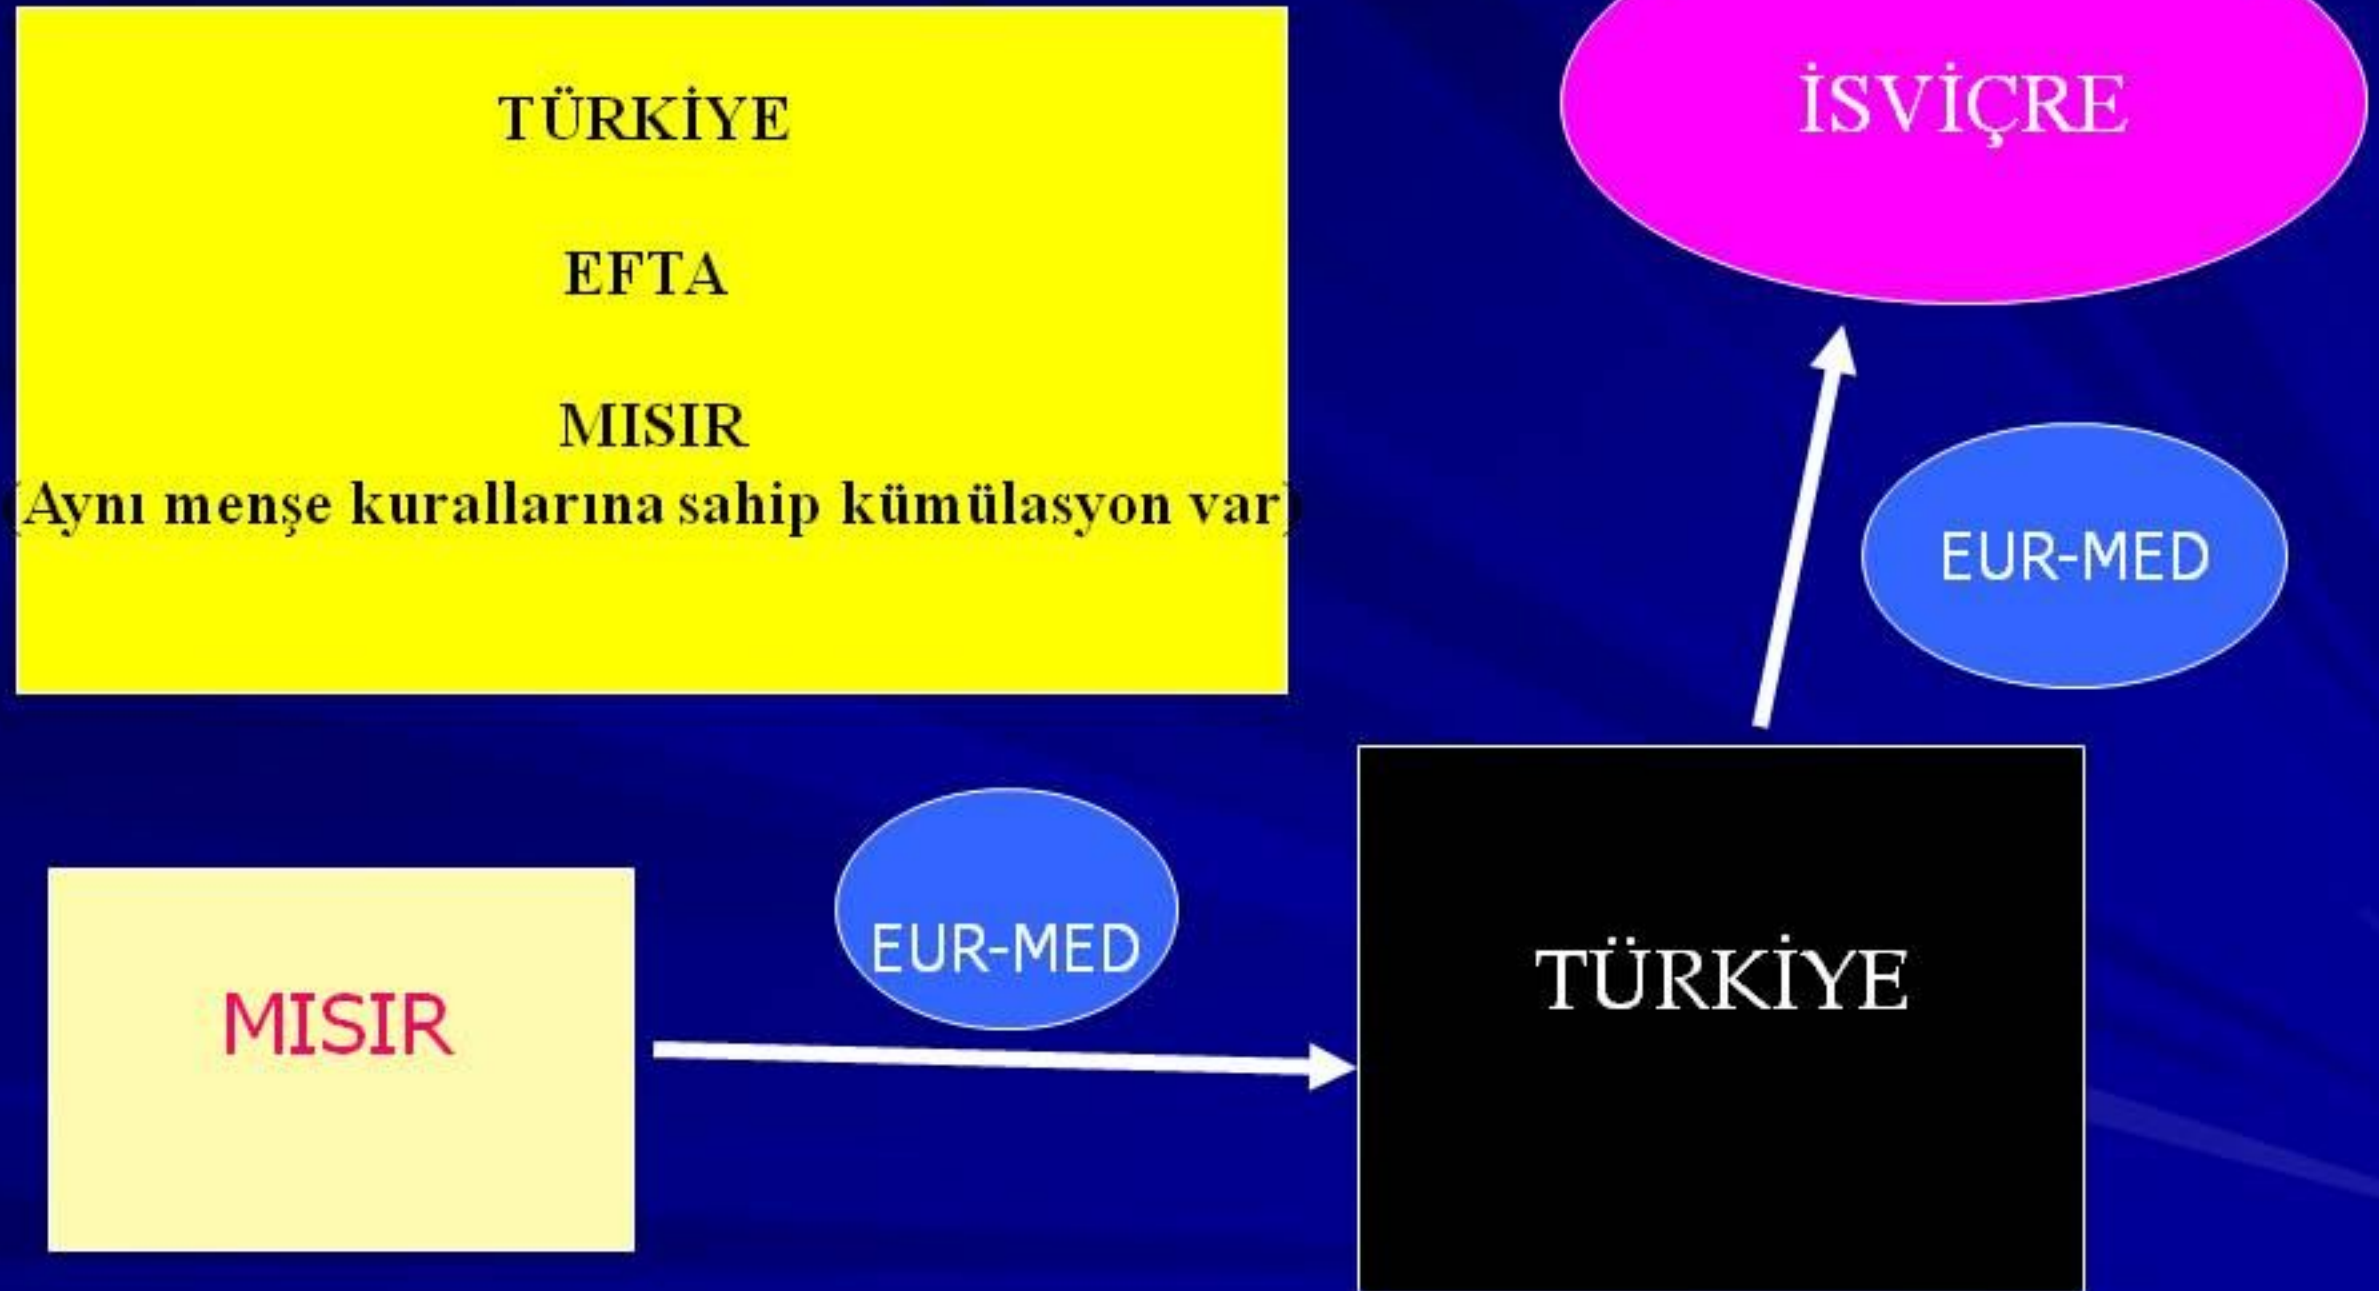 TÜRKİYE
EFTA
MISIR
(Aynı menşe kurallarına sahip kümülasyon var)
İSVİÇRE
EUR-MED
EUR-MED
MISIR
TÜRKİYE